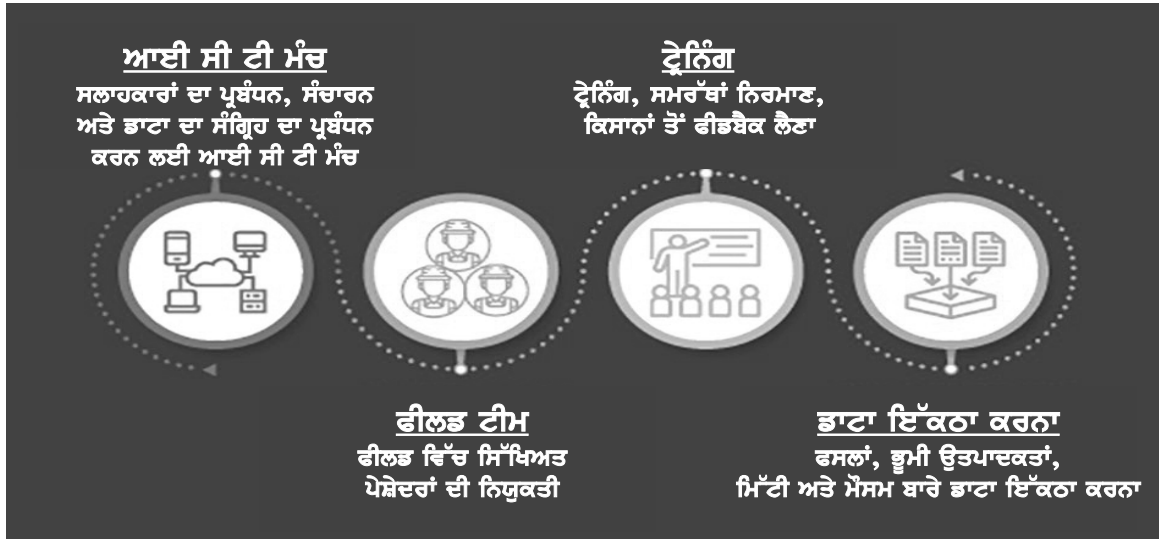 ਆਈ ਸੀ ਟੀ ਮੰਚ
ਸਲਾਹਕਾਰਾਂ ਦਾ ਪ੍ਰਬੰਧਨ, ਸੰਚਾਰਨ
ਅਤੇ ਡਾਟਾ ਦਾ ਸੰਗ੍ਰਿਹ ਦਾ ਪ੍ਰਬੰਧਨ
ਕਰਨ ਲਈ ਆਈ ਸੀ ਟੀ ਮੰਚ
ਫੀਲਡ ਟੀਮ
ਫੀਲਡ ਵਿੱਚ ਸਿੱਖਿਅਤ
ਪੇਸ਼ੇਦਰਾਂ ਦੀ ਨਿਯੁਕਤੀ
ਟ੍ਰੇਨਿੰਗ
ਟ੍ਰੇਨਿੰਗ, ਸਮਰੱਥਾਂ ਨਿਰਮਾਣ,
ਕਿਸਾਨਾਂ ਤੋਂ ਫੀਡਬੈਕ ਲੈਣਾ
ਡਾਟਾ ਇੱਕਠਾ ਕਰਨਾ
ਫਸਲਾਂ, ਭੂਮੀ ਉਤਪਾਦਕਤਾਂ,
ਮਿੱਟੀ ਅਤੇ ਮੌਸਮ ਬਾਰੇ ਡਾਟਾ ਇੱਕਠਾ ਕਰਨਾ